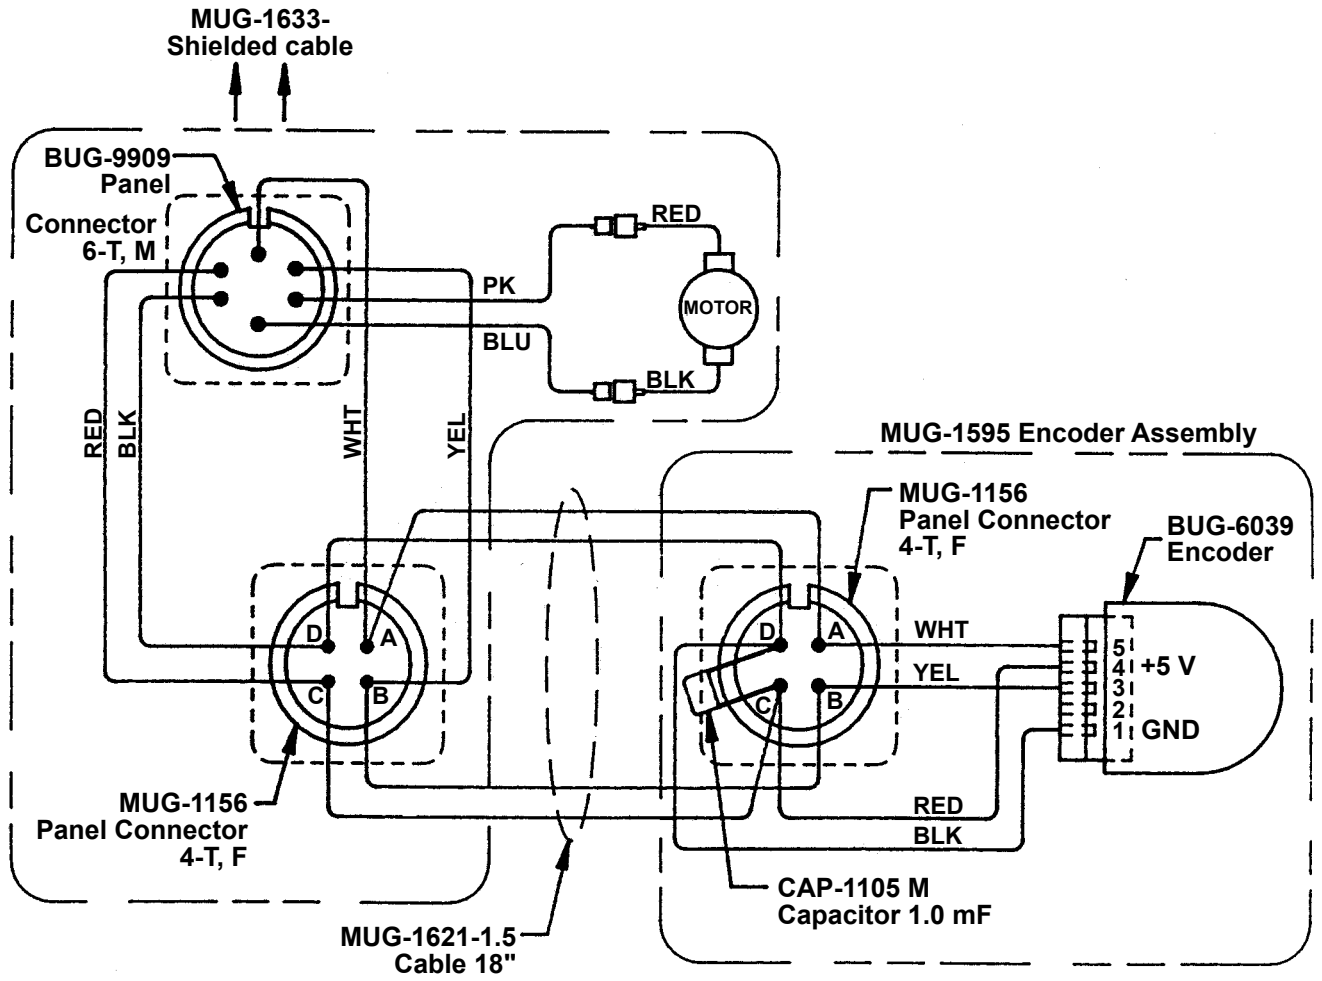 MUG-1633-
Shielded cable
BUG-9909
Panel
Connector
6-T, M
RED
PK
MOTOR
BLU
BLK
RED
BLK
WHT
YEL
MUG-1595 Encoder Assembly
MUG-1156
Panel Connector
4-T, F
BUG-6039
Encoder
D
A
C
B
D
A
C
B
WHT
YEL
5
4
3
2
1
+5 V
GND
RED
BLK
MUG-1156
Panel Connector
4-T, F
CAP-1105 M
Capacitor 1.0 mF
MUG-1621-1.5
Cable 18"